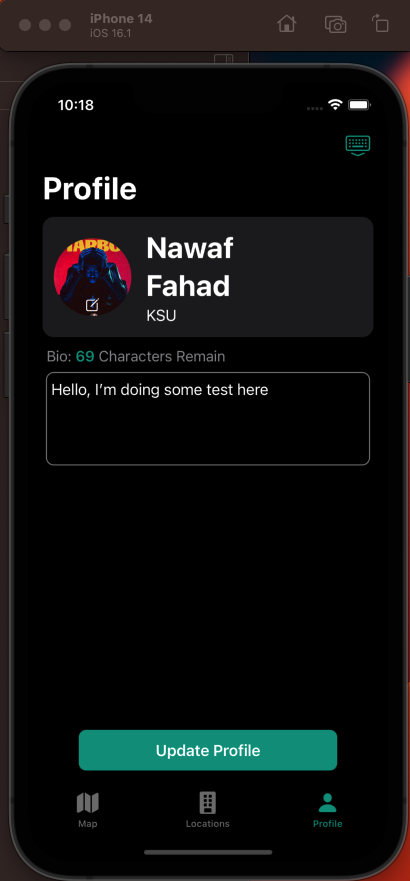 iPhone 14
iOS 16.1
10:18
Profile
Nawaf
Fahad
KSU
Bio: 69 Characters Remain
Hello, I’m doing some test here
Update Profile
Map
Locations
Profile